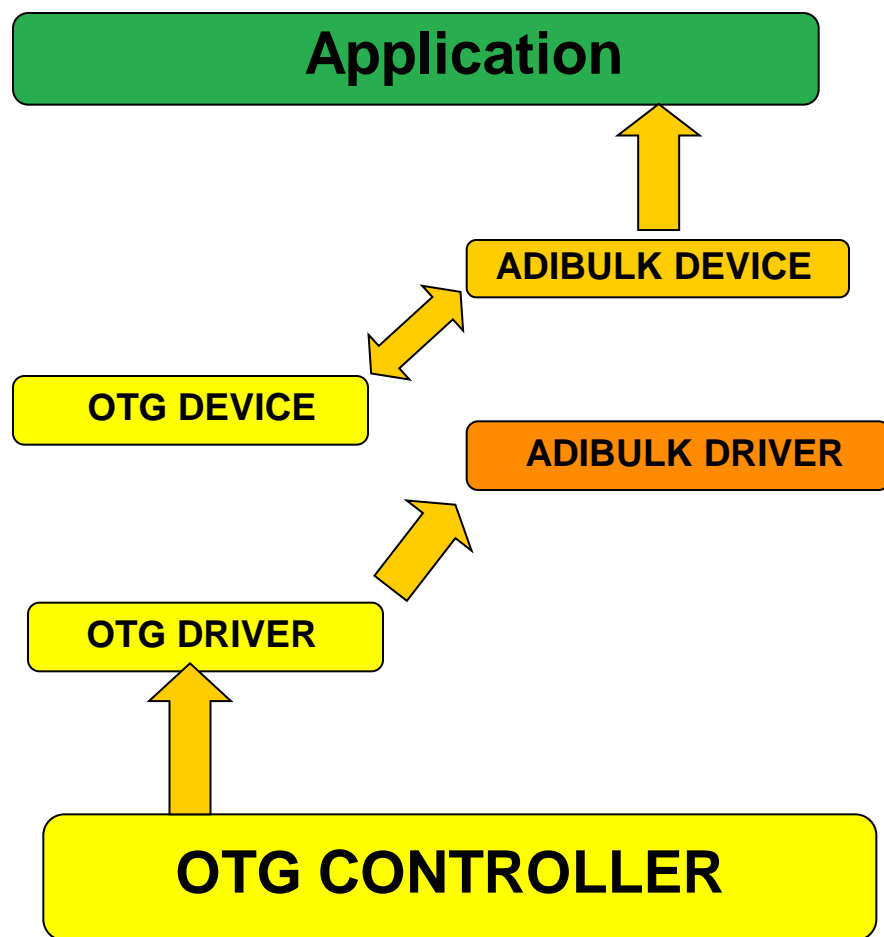 Application
ADIBULK DEVICE
OTG DEVICE
ADIBULK DRIVER
OTG DRIVER
OTG CONTROLLER